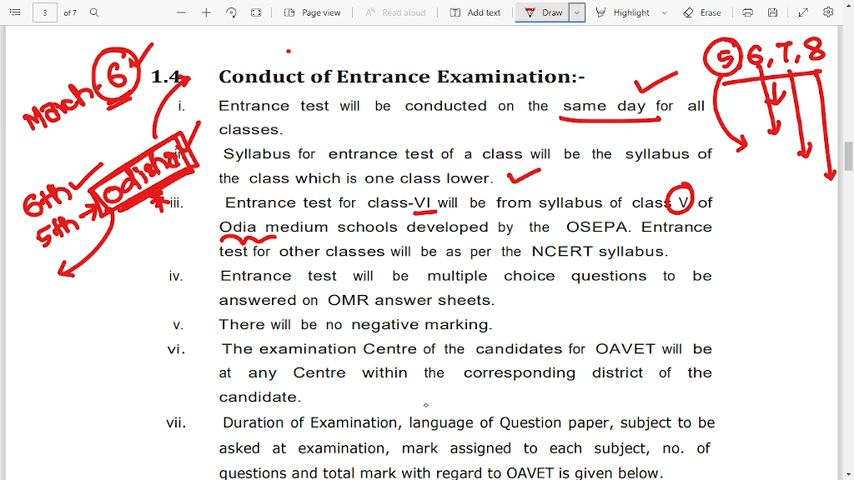 3 of 7
Page view
Read aloud
Add text
Draw
Highlight
Erase
1.4 Conduct of Entrance Examination:-
i. Entrance test will be conducted on the same day for all
classes.
Syllabus for entrance test of a class will be the syllabus of
the class which is one class lower.
iii. Entrance test for class-VI will be from syllabus of class V of
Odia medium schools developed by the OSEPA. Entrance
test for other classes will be as per the NCERT syllabus.
iv. Entrance test will be multiple choice questions to be
answered on OMR answer sheets.
v. There will be no negative marking.
vi. The examination Centre of the candidates for OAVET will be
at any Centre within the corresponding district of the
candidate.
vii. Duration of Examination, language of Question paper, subject to be
asked at examination, mark assigned to each subject, no. of
questions and total mark with regard to OAVET is given below.
March 6
6th
5th
5 6, 7, 8